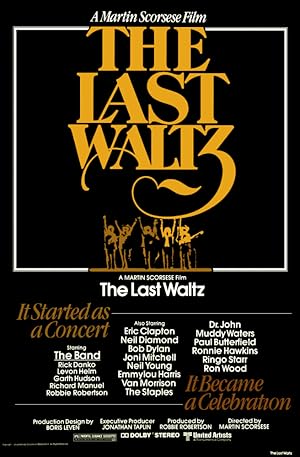 A Martin Scorsese Film
THE
LAST
WALTZ
A MARTIN SCORSESE Film
The Last Waltz
It Started as
a Concert
Starring
The Band
Rick Danko
Levon Helm
Garth Hudson
Richard Manuel
Robbie Robertson
Also Starring
Eric Clapton
Neil Diamond
Bob Dylan
Joni Mitchell
Neil Young
Emmylou Harris
Van Morrison
The Staples
Dr. John
Muddy Waters
Paul Butterfield
Ronnie Hawkins
Ringo Starr
Ron Wood
It Became
a Celebration
Production Design by
BORIS LEVEN
Executive Producer
JONATHAN TAPLIN
Produced by
ROBBIE ROBERTSON
Directed by
MARTIN SCORSESE
DOLBY STEREO
United Artists
The Last Waltz